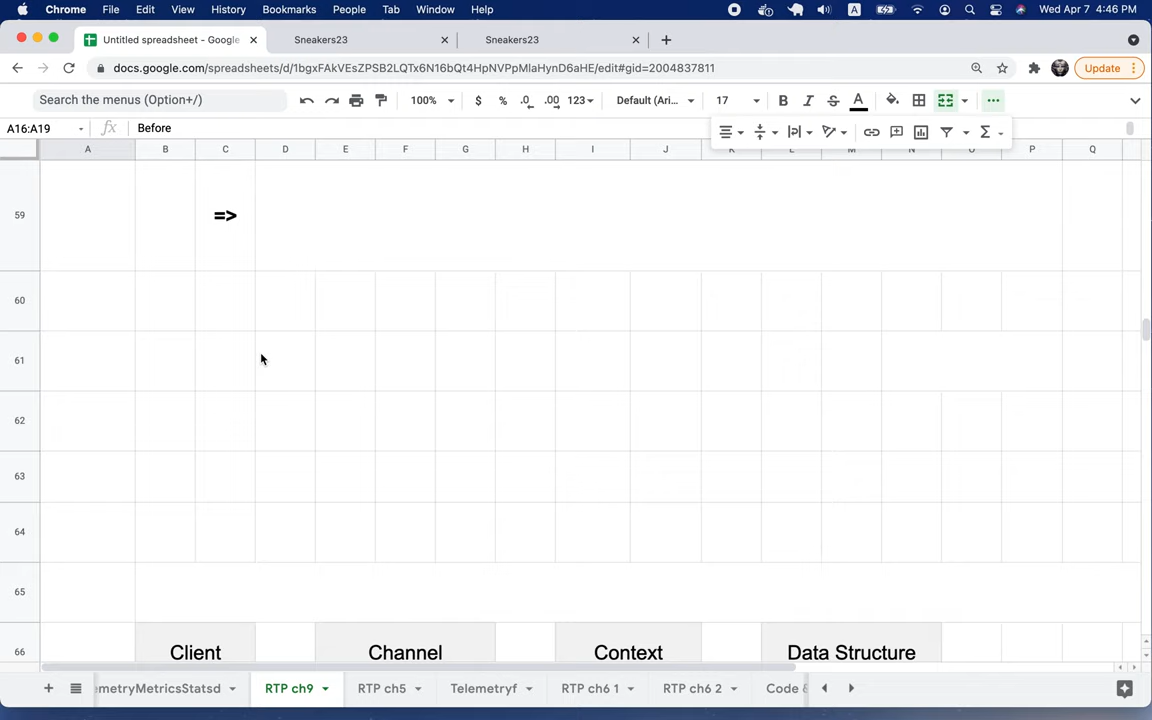 Chrome File Edit View History Bookmarks People Tab Window Help A Wed Apr 7 4:46 PM
Untitled spreadsheet - Google Sneakers23 Sneakers23
docs.google.com/spreadsheets/d/1bgxFAkVEsZPSB2LQTx6N16bQt4HpNVPpMlaHynD6aHE/edit#gid=2004837811 Update
Search the menus (Option+/) 100% $ % .0 .00 123 Default (Ari... 17 B I S A
A16:A19 fx Before
A B C D E F G H I J K L M N O P Q
59 =>
60
61
62
63
64
65
66 Client Channel Context Data Structure
emetryMetricsStatsd RTP ch9 RTP ch5 Telemetryf RTP ch6 1 RTP ch6 2 Code &